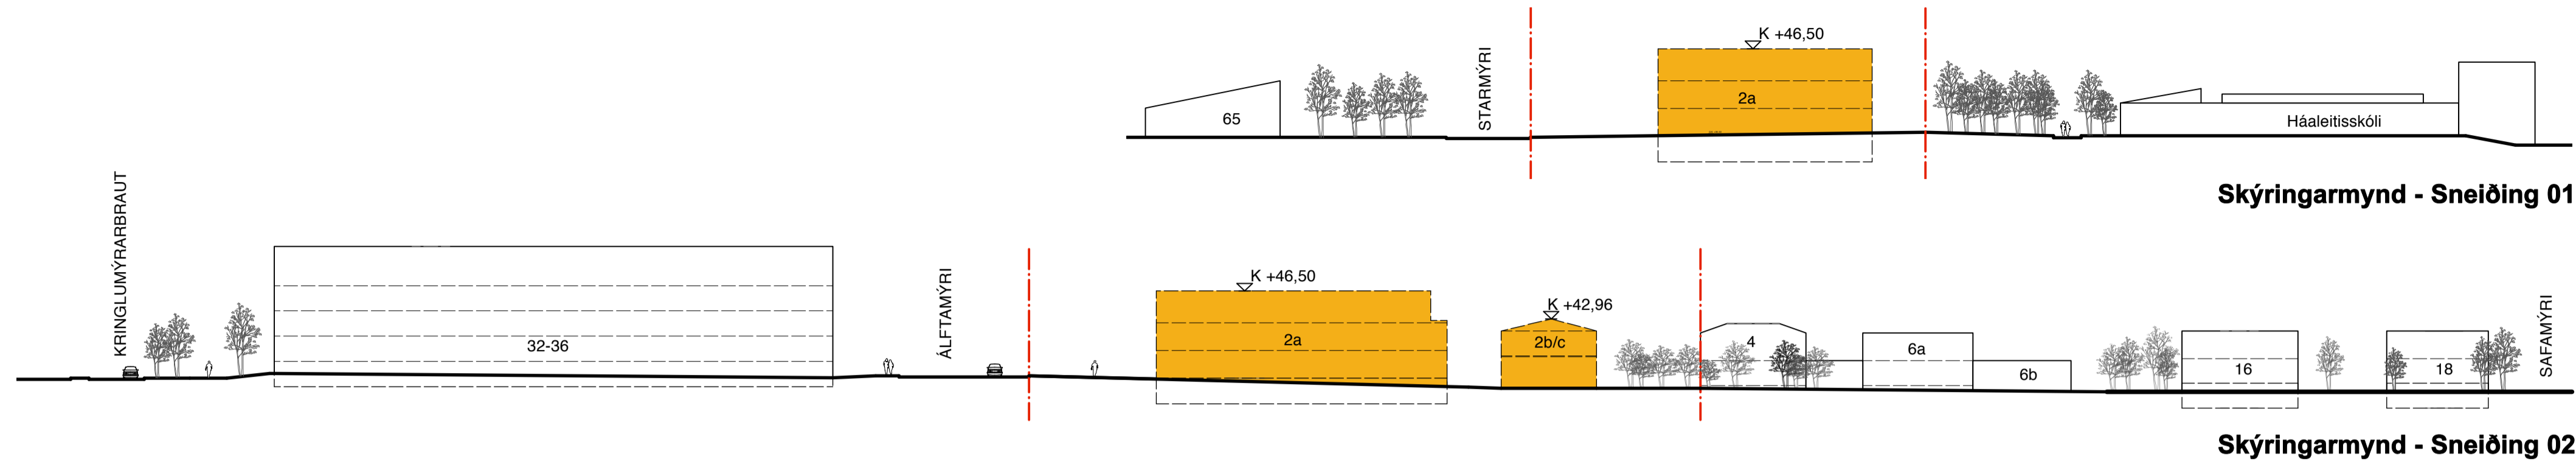 K +46,50
STARMÝRI
65
2a
Háaleitisskóli
Skýringarmynd - Sneiðing 01
KRINGLUMÝRARBRAUT
32-36
ÁLFTAMÝRI
K +46,50
2a
K +42,96
2b/c
4
6a
6b
16
18
SAFAMÝRI
Skýringarmynd - Sneiðing 02